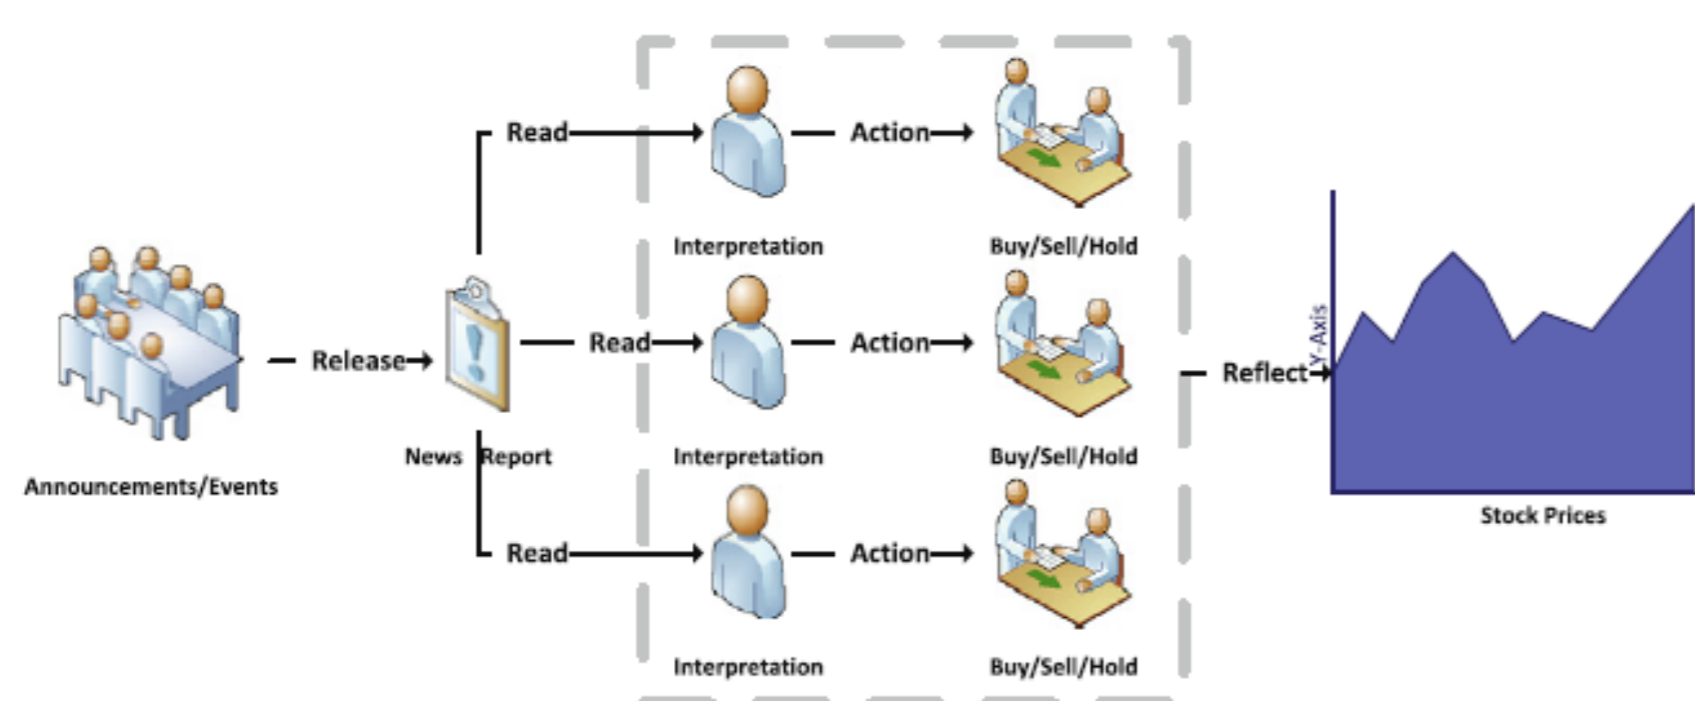 Read
Action
Interpretation
Buy/Sell/Hold
Release
Read
Action
Reflect
Y-Axis
News Report
Interpretation
Buy/Sell/Hold
Announcements/Events
Stock Prices
Read
Action
Interpretation
Buy/Sell/Hold